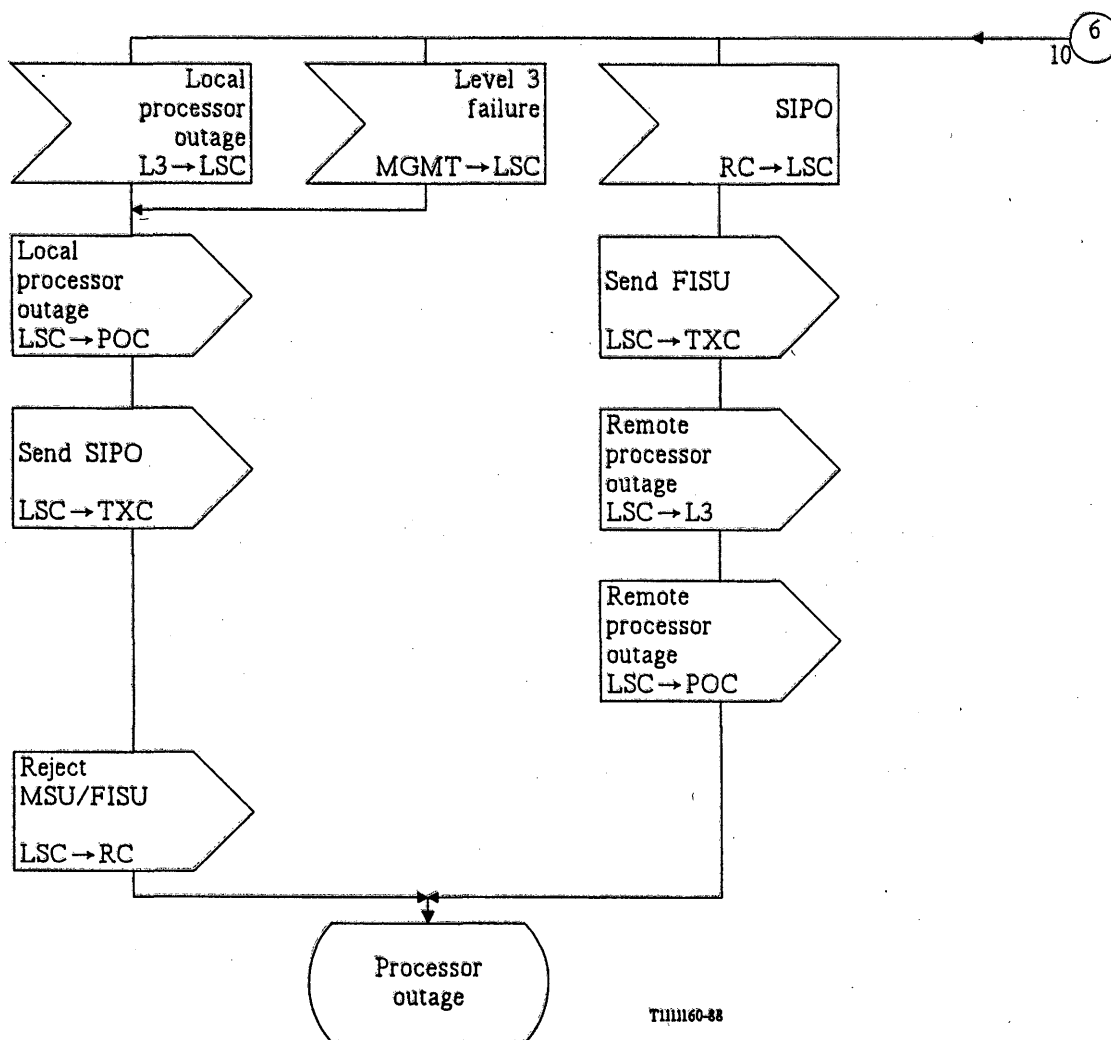 6
10
Local
processor
outage
L3→LSC
Level 3
failure
MGMT→LSC
SIPO
RC→LSC
Local
processor
outage
LSC→POC
Send FISU
LSC→TXC
Send SIPO
LSC→TXC
Remote
processor
outage
LSC→L3
Remote
processor
outage
LSC→POC
Reject
MSU/FISU
LSC→RC
Processor
outage
T1111160-88